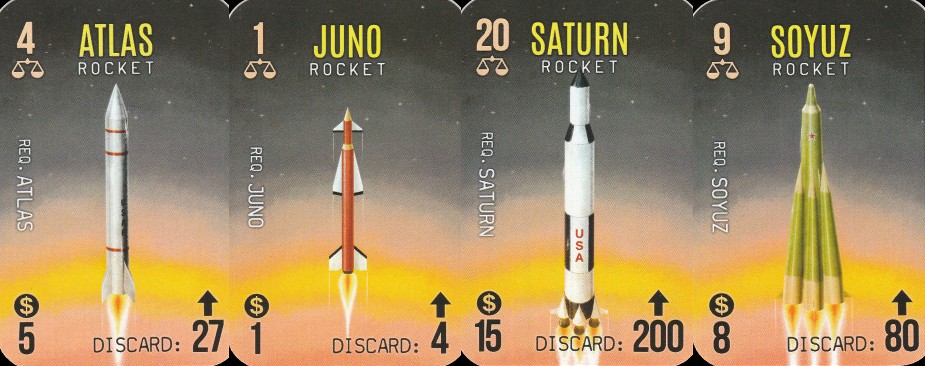 4
ATLAS
ROCKET
REQ. ATLAS
$
5
DISCARD: 27
1
JUNO
ROCKET
REQ. JUNO
$
1
DISCARD: 4
20
SATURN
ROCKET
REQ. SATURN
USA
$
15
DISCARD: 200
9
SOYUZ
ROCKET
REQ. SOYUZ
$
8
DISCARD: 80